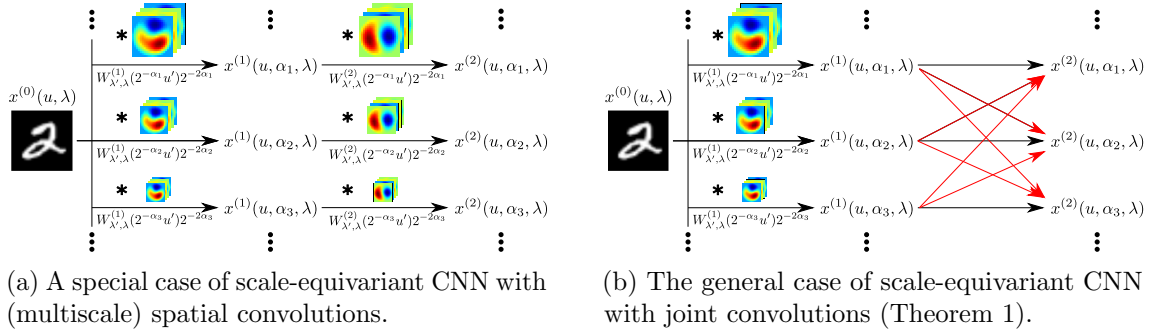 x^{(0)}(u, λ)
* W^{(1)}_{λ′,λ}(2^{-α_1}u′)2^{-2α_1} x^{(1)}(u, α_1, λ) * W^{(2)}_{λ′,λ}(2^{-α_1}u′)2^{-2α_1} x^{(2)}(u, α_1, λ)
* W^{(1)}_{λ′,λ}(2^{-α_2}u′)2^{-2α_2} x^{(1)}(u, α_2, λ) * W^{(2)}_{λ′,λ}(2^{-α_2}u′)2^{-2α_2} x^{(2)}(u, α_2, λ)
* W^{(1)}_{λ′,λ}(2^{-α_3}u′)2^{-2α_3} x^{(1)}(u, α_3, λ) * W^{(2)}_{λ′,λ}(2^{-α_3}u′)2^{-2α_3} x^{(2)}(u, α_3, λ)
(a) A special case of scale-equivariant CNN with
(multiscale) spatial convolutions.
x^{(0)}(u, λ)
* W^{(1)}_{λ′,λ}(2^{-α_1}u′)2^{-2α_1} x^{(1)}(u, α_1, λ) x^{(2)}(u, α_1, λ)
* W^{(1)}_{λ′,λ}(2^{-α_2}u′)2^{-2α_2} x^{(1)}(u, α_2, λ) x^{(2)}(u, α_2, λ)
* W^{(1)}_{λ′,λ}(2^{-α_3}u′)2^{-2α_3} x^{(1)}(u, α_3, λ) x^{(2)}(u, α_3, λ)
(b) The general case of scale-equivariant CNN
with joint convolutions (Theorem 1).